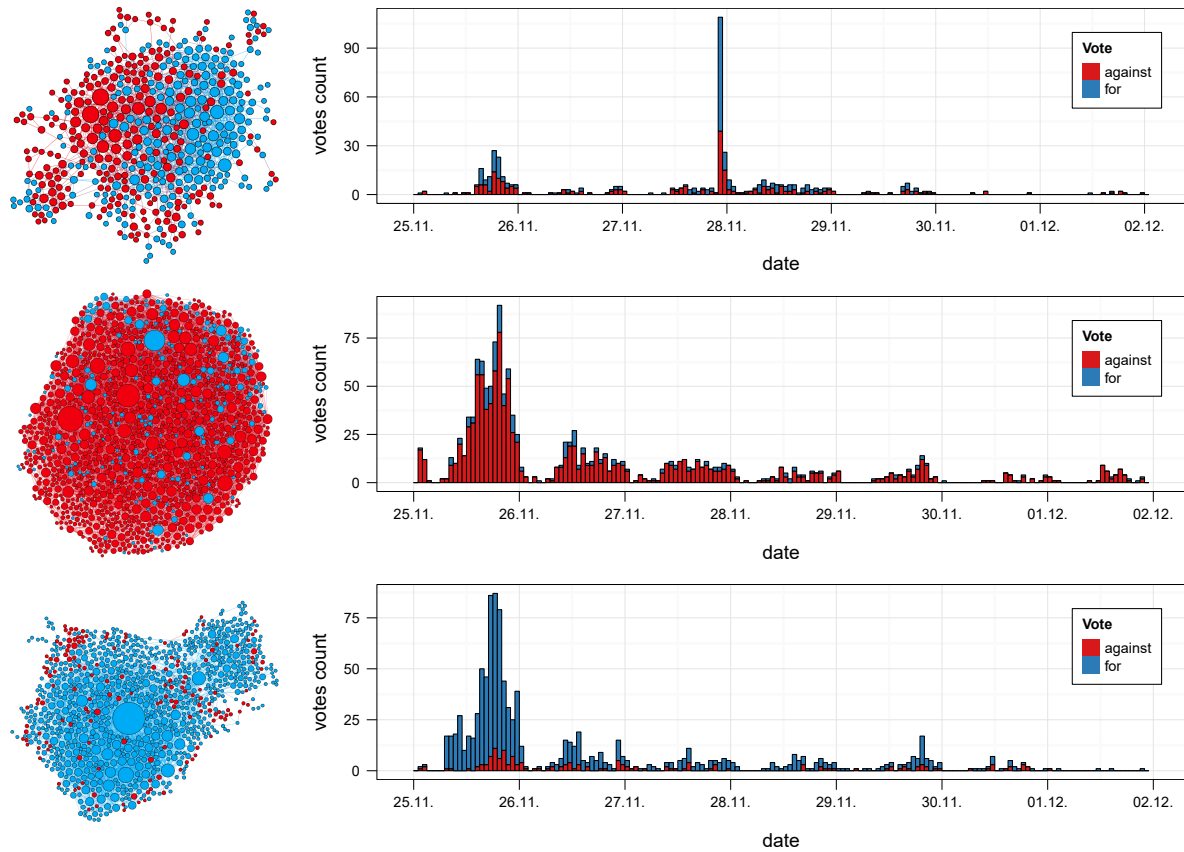 votes count
90
60
30
0
Vote
against
for
25.11.
26.11.
27.11.
28.11.
29.11.
30.11.
01.12.
02.12.
date
votes count
75
50
25
0
Vote
against
for
25.11.
26.11.
27.11.
28.11.
29.11.
30.11.
01.12.
02.12.
date
votes count
75
50
25
0
Vote
against
for
25.11.
26.11.
27.11.
28.11.
29.11.
30.11.
01.12.
02.12.
date